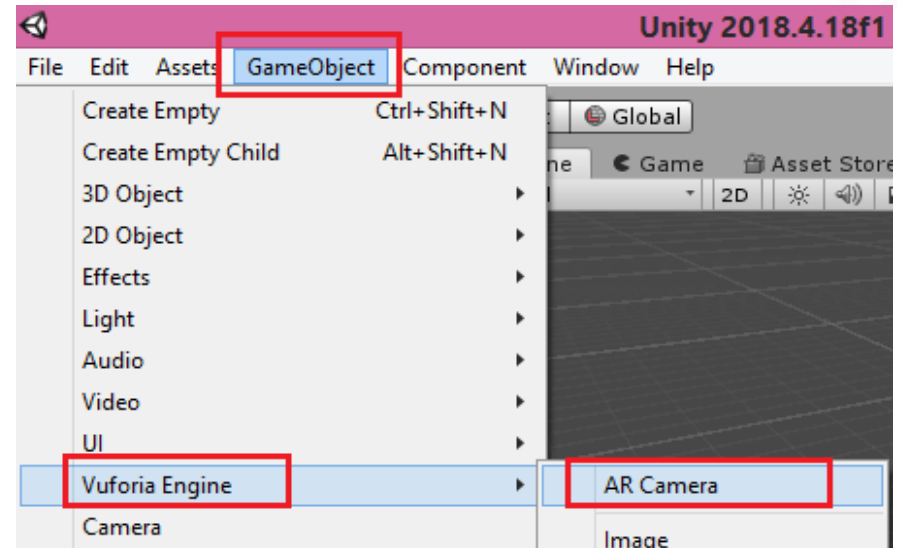 Unity 2018.4.18f1
File Edit Assets GameObject Component Window Help
Create Empty Ctrl+Shift+N
Global
Create Empty Child Alt+Shift+N
Game Asset Store
3D Object
2D
2D Object
Effects
Light
Audio
Video
UI
Vuforia Engine AR Camera
Camera
Image